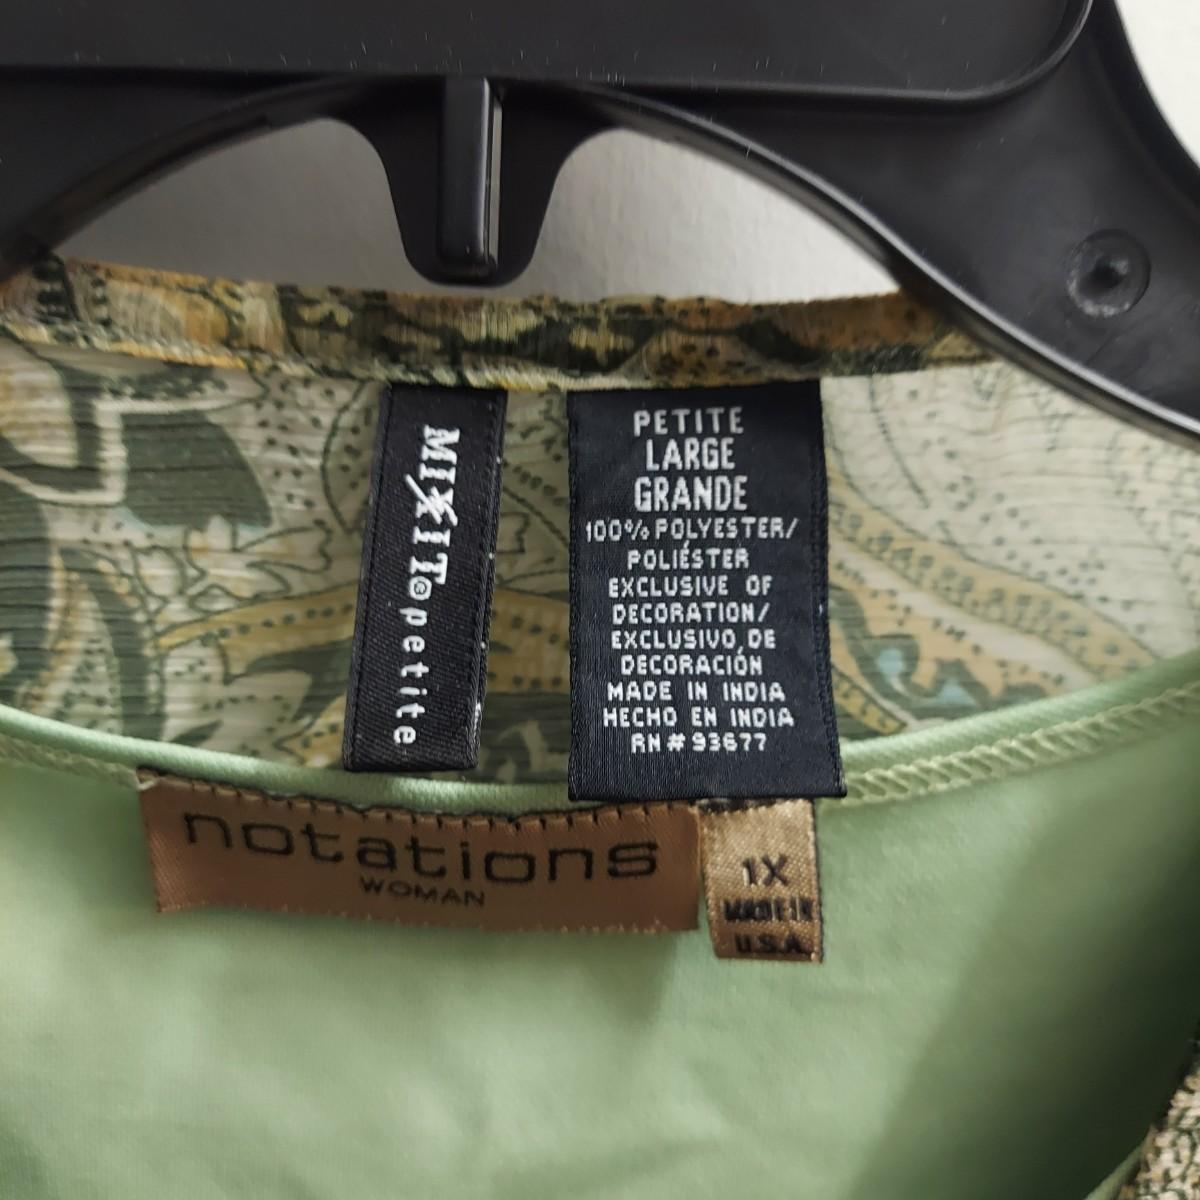 MIXIT® petite
PETITE
LARGE
GRANDE
100% POLYESTER/
POLIÉSTER
EXCLUSIVE OF
DECORATION/
EXCLUSIVO DE
DECORACIÓN
MADE IN INDIA
HECHO EN INDIA
RN # 93677
notations
WOMAN
1X
MADE IN
U.S.A.